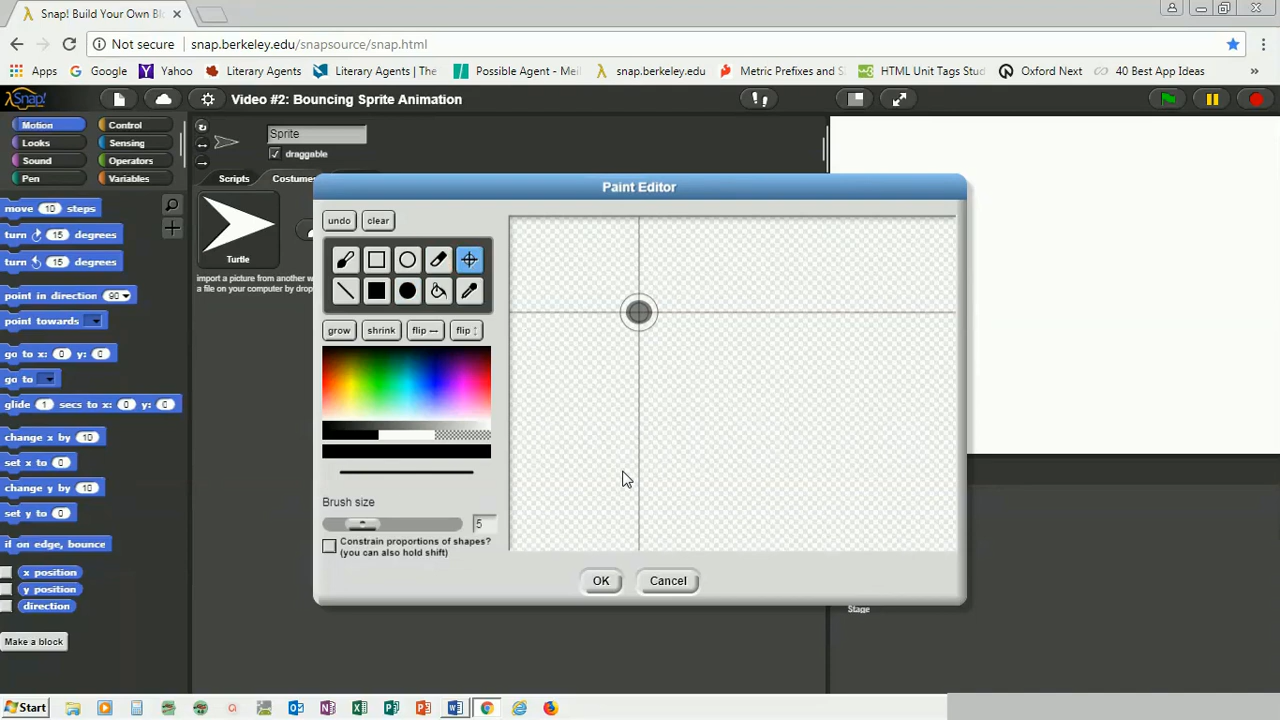 Snap! Build Your Own Bl
Not secure snap.berkeley.edu/snapsource/snap.html
Apps Google Yahoo Literary Agents Literary Agents | The Possible Agent - Mail snap.berkeley.edu Metric Prefixes and S HTML Unit Tags Stud Oxford Next 40 Best App Ideas »
Snap! Video #2: Bouncing Sprite Animation
Motion Control
Looks Sensing
Sound Operators
Pen Variables
Sprite
draggable
Scripts Costumes
Turtle
import a picture from another w
a file on your computer by drop
move 10 steps
turn 15 degrees
turn 15 degrees
point in direction 90
point towards
go to x: 0 y: 0
go to
glide 1 secs to x: 0 y: 0
change x by 10
set x to 0
change y by 10
set y to 0
if on edge, bounce
x position
y position
direction
Make a block
Paint Editor
undo clear
grow shrink flip flip
Brush size
5
Constrain proportions of shapes?
(you can also hold shift)
OK Cancel
Stage
Start